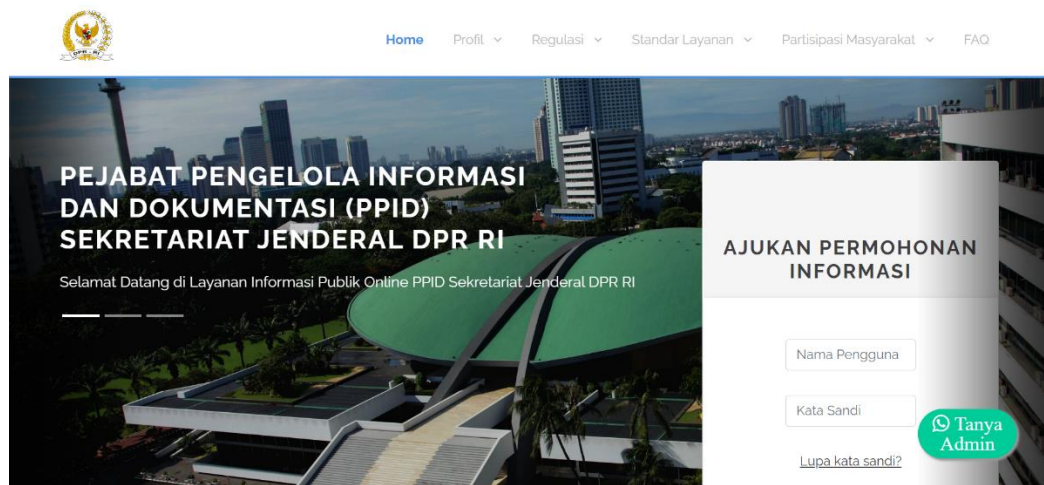 DPR - RI
Home Profil Regulasi Standar Layanan Partisipasi Masyarakat FAQ
PEJABAT PENGELOLA INFORMASI
DAN DOKUMENTASI (PPID)
SEKRETARIAT JENDERAL DPR RI
Selamat Datang di Layanan Informasi Publik Online PPID Sekretariat Jenderal DPR RI
AJUKAN PERMOHONAN
INFORMASI
Nama Pengguna
Kata Sandi
Lupa kata sandi?
Tanya
Admin